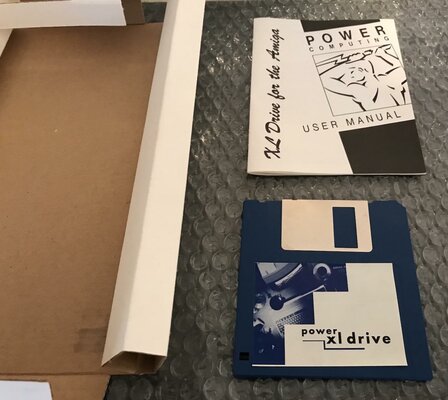 POWER
COMPUTING
XL Drive for the Amiga
USER MANUAL
power
xl drive